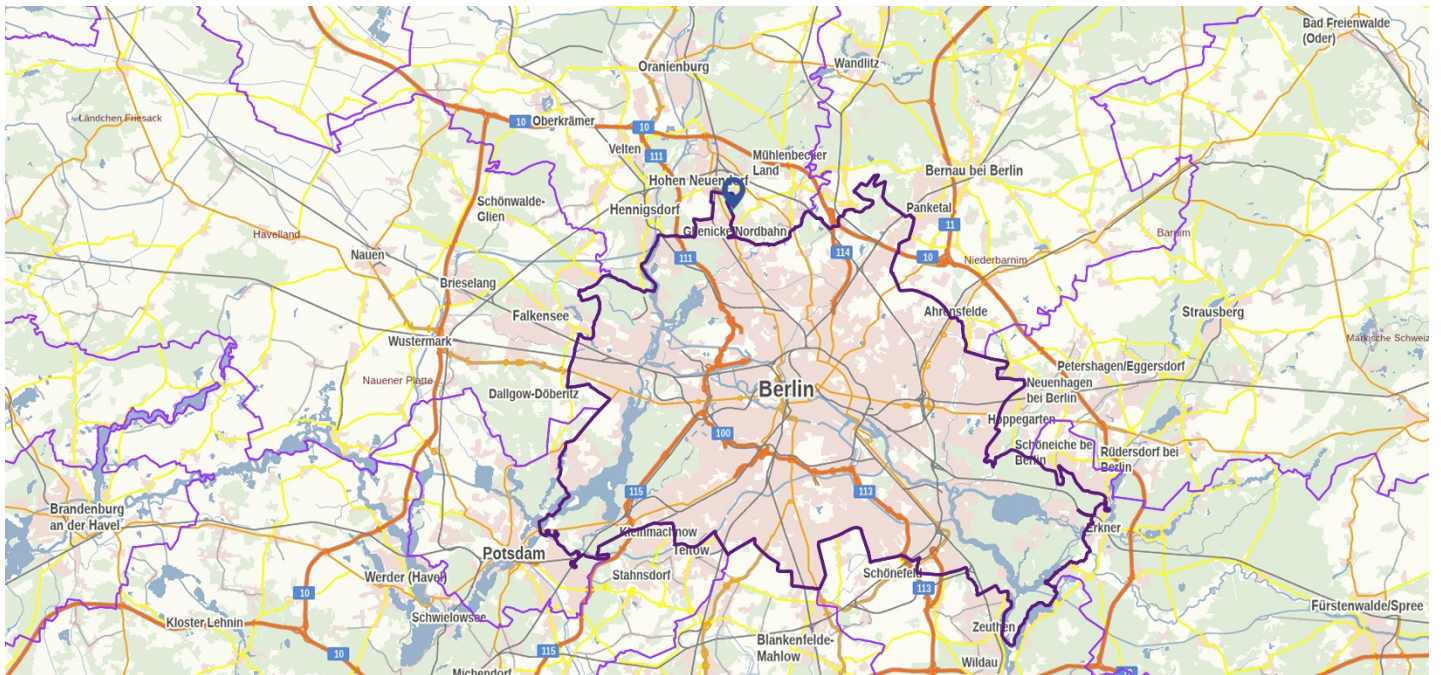 Bad Freienwalde
(Oder)
Oranienburg
Wandlitz
Ländchen Friesack
10
Oberkrämer
10
Velten
111
Mühlenbecker
Land
Bernau bei Berlin
Hohen Neuendorf
Schönwalde-
Glien
Hennigsdorf
Panketal
11
Havelland
Glienicke/Nordbahn
Barnim
Nauen
111
114
10
Niederbarnim
Brieselang
Falkensee
Ahrensfelde
Strausberg
Wustermark
Märkische Schweiz
Petershagen/Eggersdorf
Nauener Platte
Dallgow-Döberitz
Berlin
Neuenhagen
bei Berlin
Hoppegarten
100
Schöneiche bei
Berlin
Rüdersdorf bei
Berlin
115
113
Brandenburg
an der Havel
Kleinmachnow
Erkner
Potsdam
Teltow
Werder (Havel)
Stahnsdorf
Schönefeld
113
10
Schwielowsee
Fürstenwalde/Spree
Kloster Lehnin
Zeuthen
Blankenfelde-
Mahlow
10
115
Wildau
Michendorf